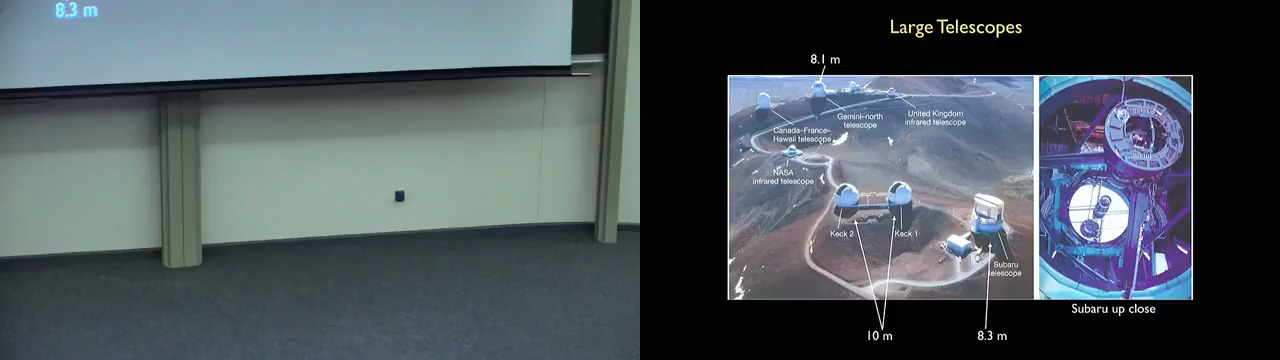 8.3 m
Large Telescopes
8.1 m
Canada-France-
Hawaii telescope
Gemini-north
telescope
United Kingdom
infrared telescope
NASA
infrared telescope
Keck 2
Keck 1
Subaru
telescope
Subaru up close
10 m
8.3 m